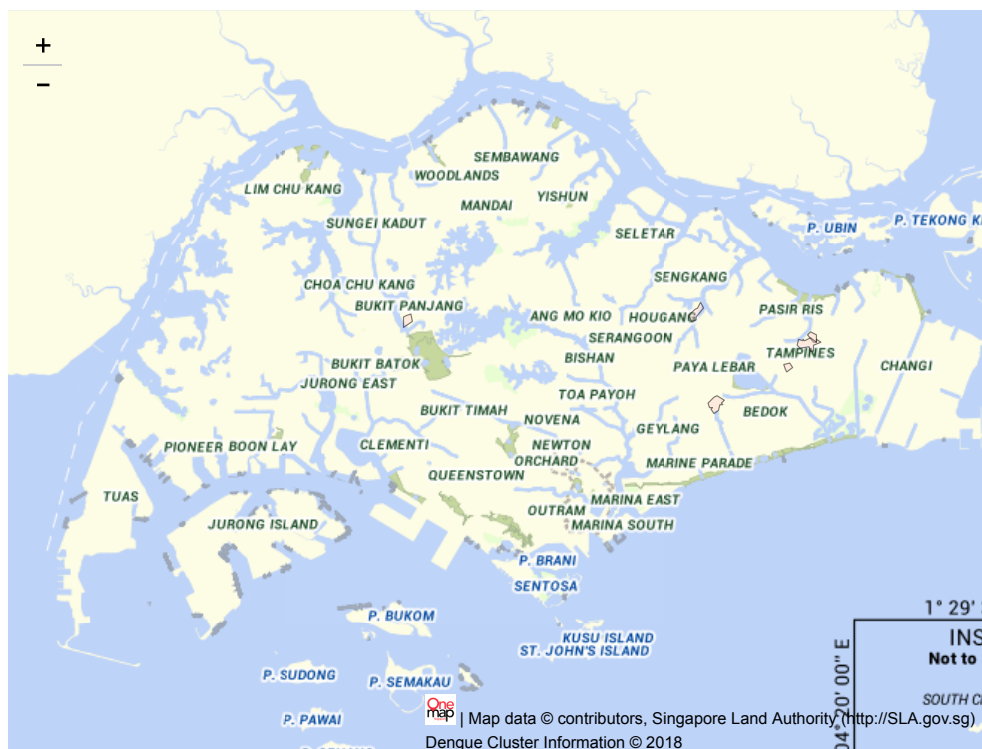 +
−
SEMBAWANG
WOODLANDS
LIM CHU KANG
YISHUN
MANDAI
SUNGEI KADUT
P. TEKONG
P. UBIN
SELETAR
SENGKANG
CHOA CHU KANG
BUKIT PANJANG
PASIR RIS
ANG MO KIO
HOUGANG
SERANGOON
TAMPINES
BISHAN
BUKIT BATOK
PAYA LEBAR
CHANGI
JURONG EAST
TOA PAYOH
BUKIT TIMAH
BEDOK
NOVENA
GEYLANG
PIONEER
BOON LAY
CLEMENTI
NEWTON
ORCHARD
MARINE PARADE
QUEENSTOWN
TUAS
MARINA EAST
OUTRAM
JURONG ISLAND
MARINA SOUTH
P. BRANI
SENTOSA
P. BUKOM
1° 29'
KUSU ISLAND
ST. JOHN'S ISLAND
INS
Not to
P. SUDONG
P. SEMAKAU
04° 20' 00" E
SOUTH C
P. PAWAI
One
map
| Map data © contributors, Singapore Land Authority (http://SLA.gov.sg)
Dengue Cluster Information © 2018